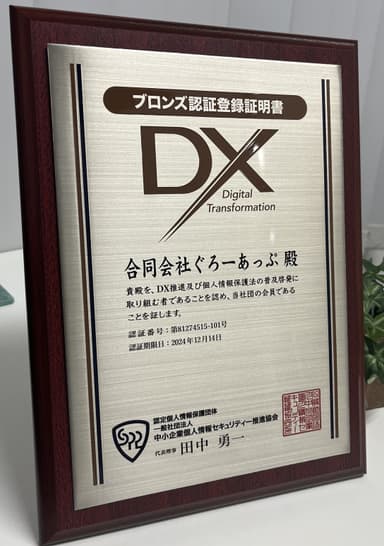 ブロンズ認証登録証明書
DX
Digital
Transformation
合同会社ぐろーあっぷ 殿
貴殿を、DX推進及び個人情報保護法の普及啓発に
取り組む者であることを認め、当社団の会員である
ことを証します。
認証番号：第81274515-101号
認証期限日：2024年12月14日
認定個人情報保護団体
一般社団法人
中小企業個人情報セキュリティー推進協会
代表理事 田中 勇一